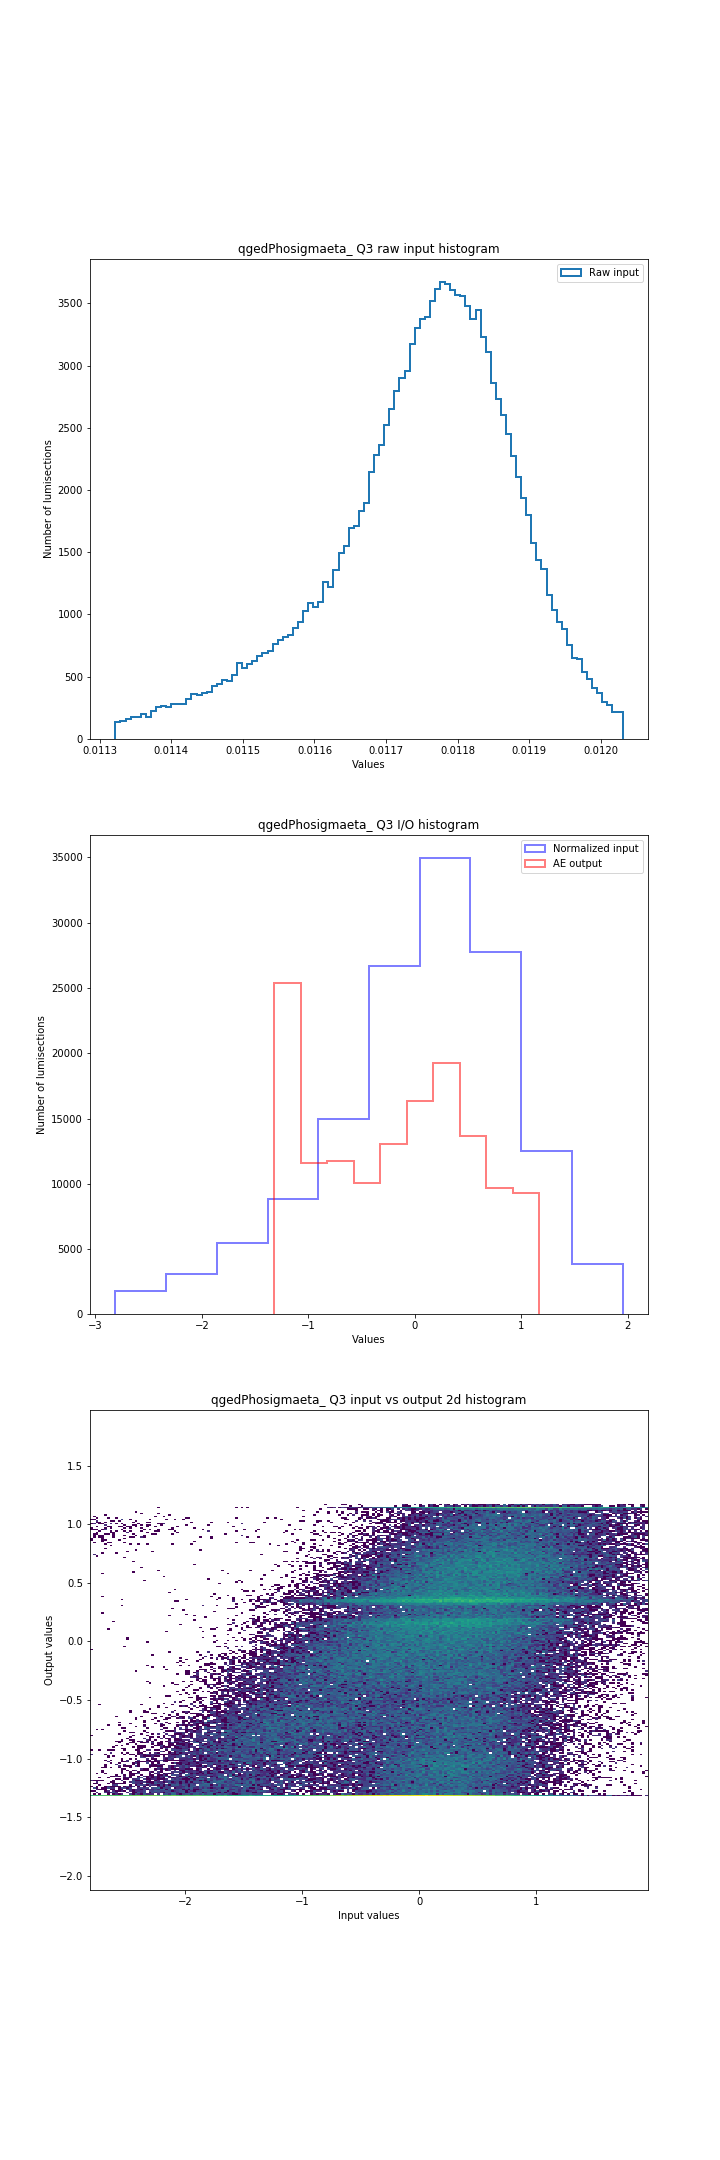 qgedPhosigmaeta_ Q3 raw input histogram
Raw input
3500
3000
2500
2000
1500
1000
500
0
Number of lumisections
0.0113 0.0114 0.0115 0.0116 0.0117 0.0118 0.0119 0.0120
Values
qgedPhosigmaeta_ Q3 I/O histogram
Normalized input
AE output
35000
30000
25000
20000
15000
10000
5000
0
Number of lumisections
−3 −2 −1 0 1 2
Values
qgedPhosigmaeta_ Q3 input vs output 2d histogram
1.5
1.0
0.5
0.0
−0.5
−1.0
−1.5
−2.0
Output values
−2 −1 0 1
Input values